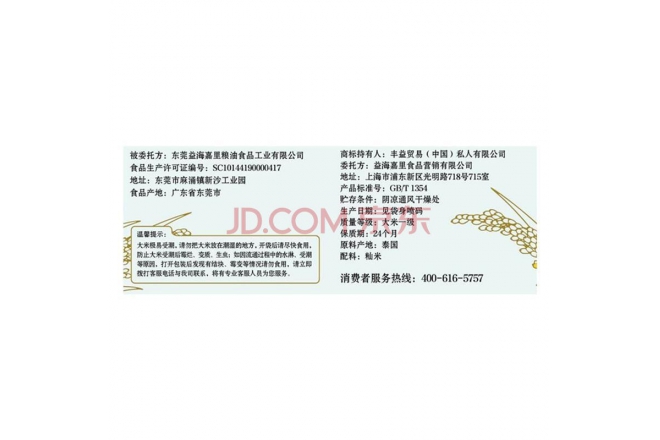 被委托方：东莞益海嘉里粮油食品工业有限公司
食品生产许可证编号：SC10144190000417
地址：东莞市麻涌镇新沙工业园
食品产地：广东省东莞市
温馨提示：
大米极易受潮，请勿把大米放在潮湿的地方，开袋后请尽快食用，
防止大米受潮后霉烂、变质、生虫；如因流通过程中的水淋、受潮
等原因，打开包装后发现有结块、霉变等情况请勿食用，请立即
拨打客服电话与我司联系，将有专业客服人员为您服务。
商标持有人：丰益贸易（中国）私人有限公司
委托方：益海嘉里食品营销有限公司
地址：上海市浦东新区光明路718号715室
产品标准号：GB/T 1354
贮存条件：阴凉通风干燥处
生产日期：见袋身喷码
质量等级：大米一级
保质期：24个月
原料产地：泰国
配料：籼米
消费者服务热线：400-616-5757
JD.COM 京东